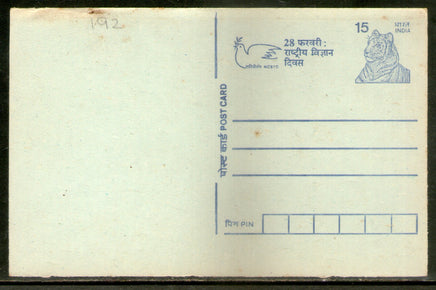 192
28 फरवरी :
राष्ट्रीय विज्ञान
दिवस
15 भारत
INDIA
पोस्ट कार्ड POST CARD
पिन PIN